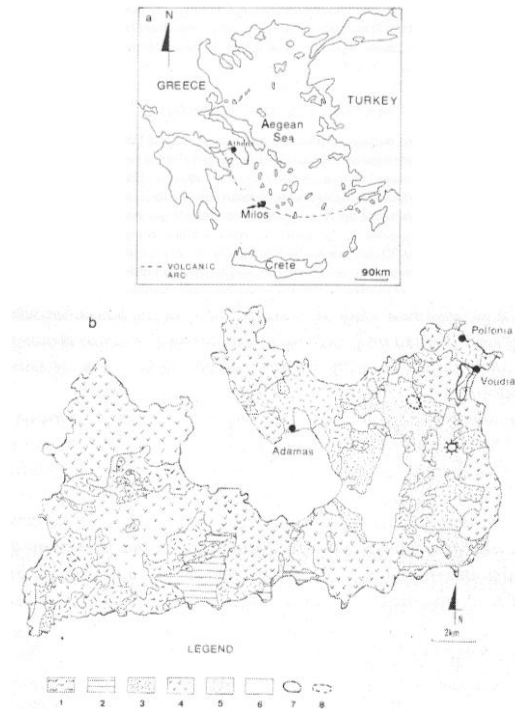 a
N
GREECE
TURKEY
Aegean
Sea
Athens
Milos
Crete
--- VOLCANIC
ARC
90km
b
Pollonia
Voudia
Adamas
N
2km
LEGEND
1 2 3 4 5 6 7 8